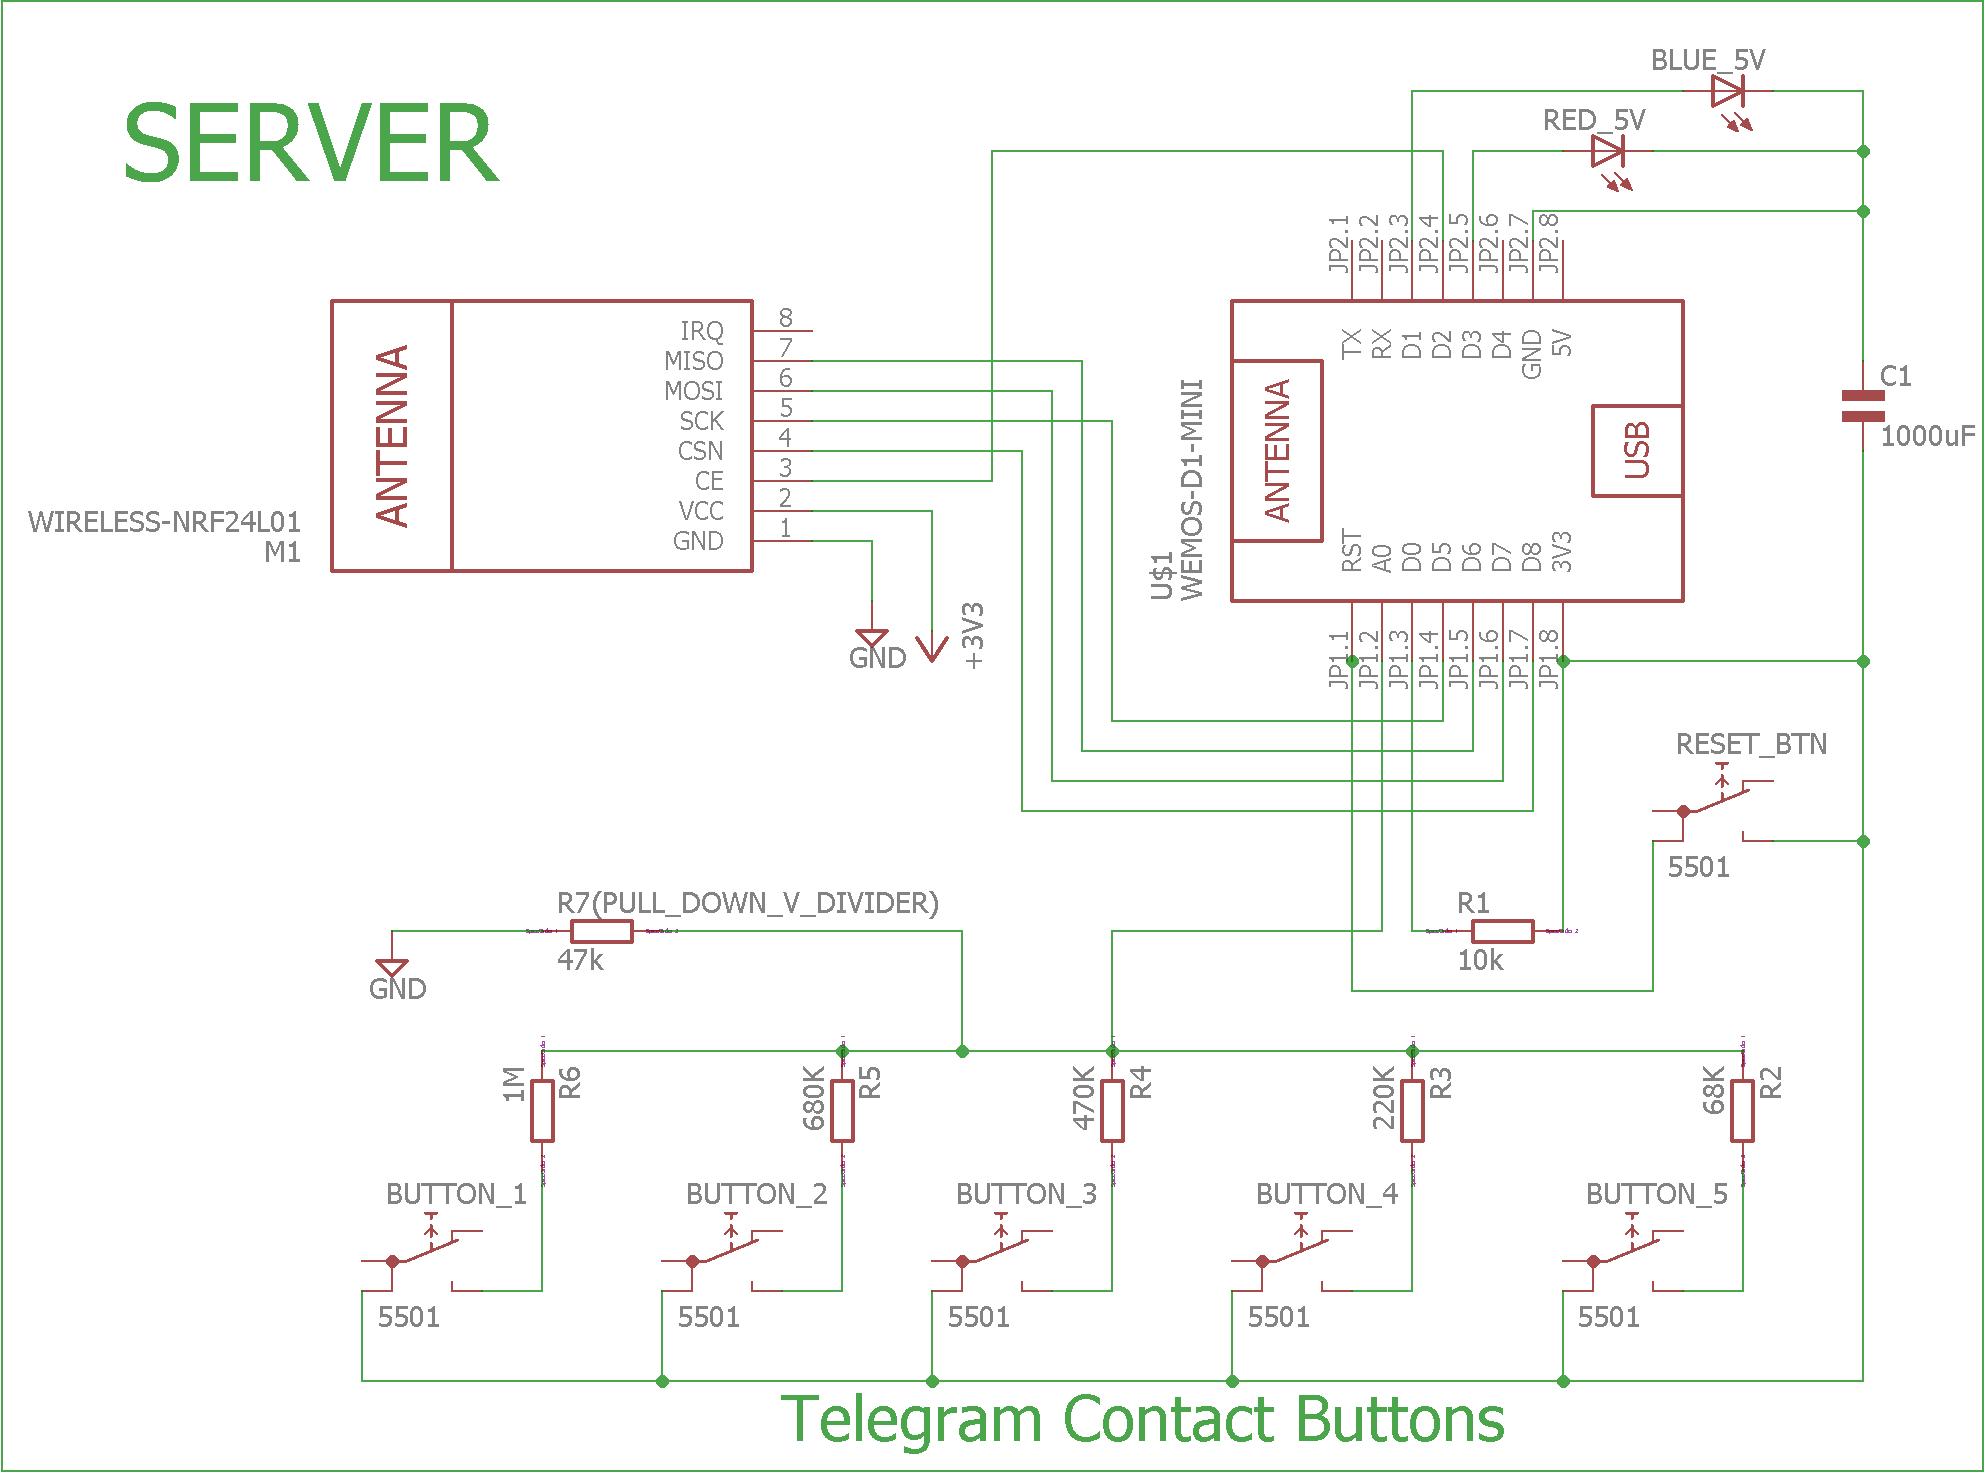 SERVER
BLUE_5V
RED_5V
JP2.1
JP2.2
JP2.3
JP2.4
JP2.5
JP2.6
JP2.7
JP2.8
ANTENNA
IRQ 8
MISO 7
MOSI 6
SCK 5
CSN 4
CE 3
VCC 2
GND 1
WIRELESS-NRF24L01
M1
GND
+3V3
TX
RX
D1
D2
D3
D4
GND
5V
ANTENNA
USB
U$1
WEMOS-D1-MINI
RST
A0
D0
D5
D6
D7
D8
3V3
JP1.1
JP1.2
JP1.3
JP1.4
JP1.5
JP1.6
JP1.7
JP1.8
C1
1000uF
RESET_BTN
5501
R7(PULL_DOWN_V_DIVIDER)
47k
GND
R1
10k
1M
R6
680K
R5
470K
R4
220K
R3
68K
R2
BUTTON_1
BUTTON_2
BUTTON_3
BUTTON_4
BUTTON_5
5501
5501
5501
5501
5501
Telegram Contact Buttons